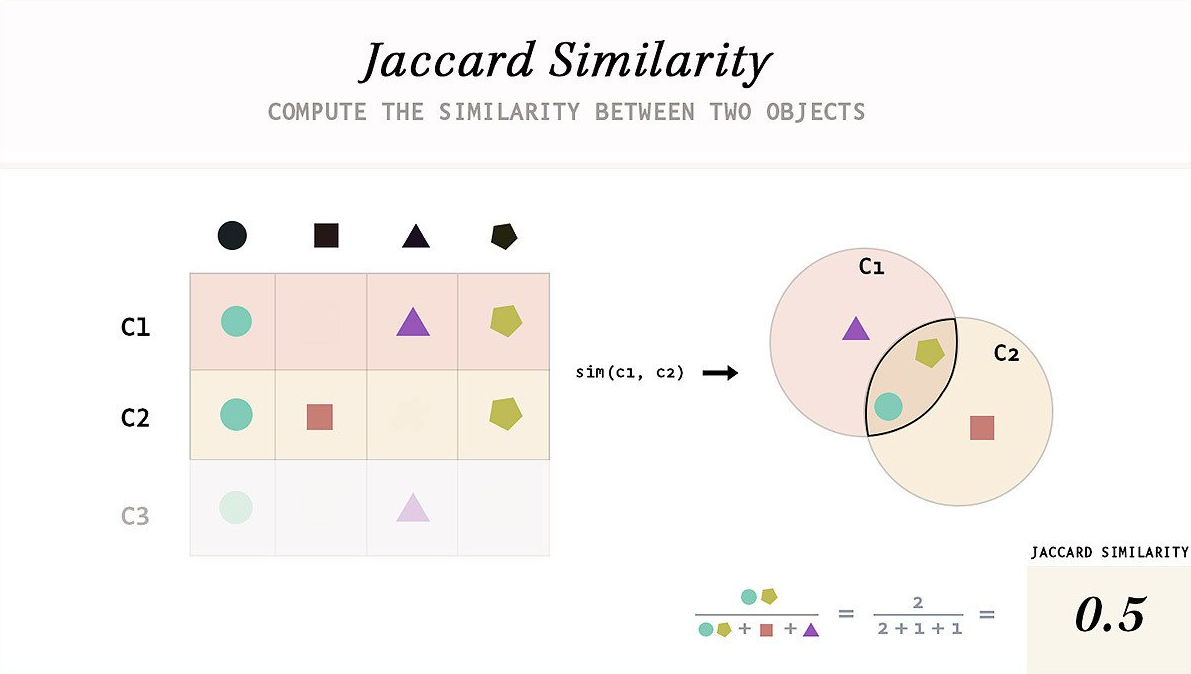 Jaccard Similarity
COMPUTE THE SIMILARITY BETWEEN TWO OBJECTS
C1
C2
C3
sim(c1, c2)
C1
C2
JACCARD SIMILARITY
+ +
= 2 =
2+1+1
0.5